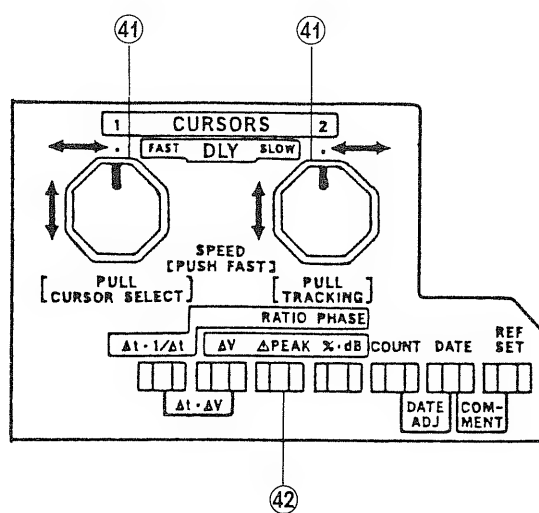 41 41
1 CURSORS 2
FAST DLY SLOW
SPEED
[PUSH FAST]
[PULL CURSOR SELECT] [PULL TRACKING]
RATIO PHASE
Δt・1/Δt ΔV ΔPEAK %・dB COUNT DATE REF SET
Δt・ΔV DATE ADJ COM-MENT
42